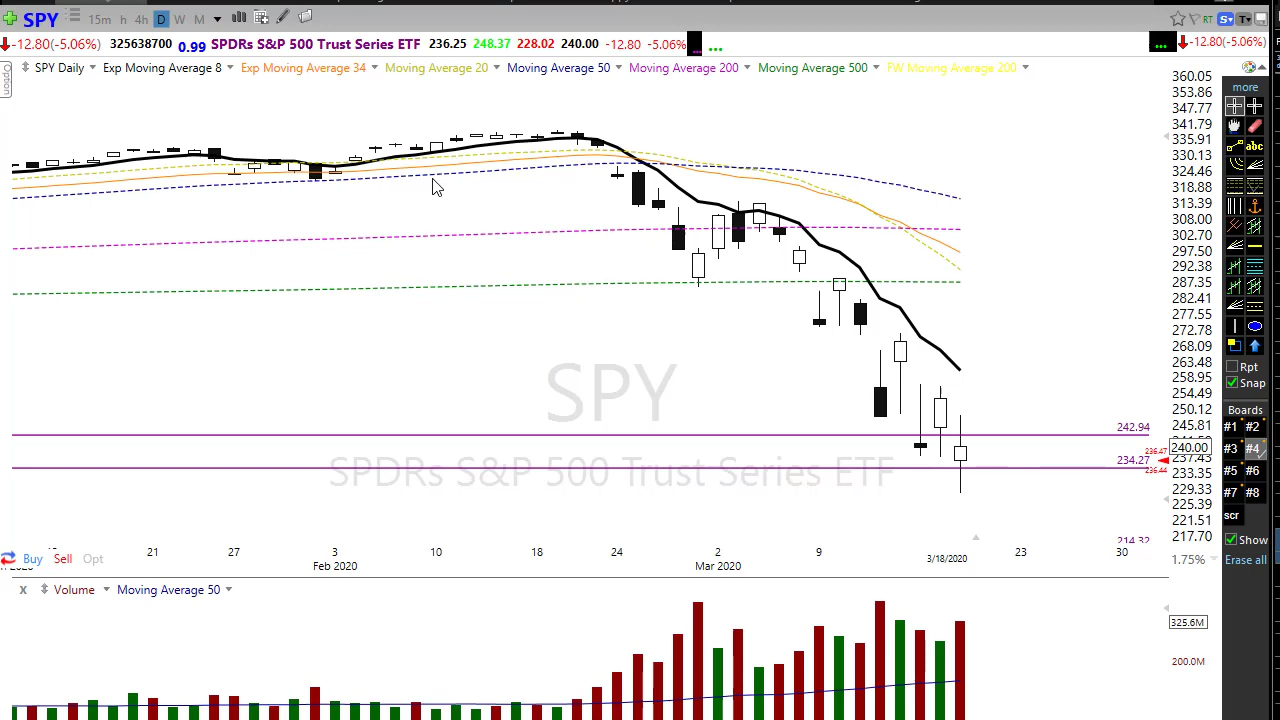 SPY 15m h 4h D W M RT S T
-12.80(-5.06%) 325638700 0.99 SPDRs S&P 500 Trust Series ETF 236.25 248.37 228.02 240.00 -12.80 -5.06% -12.80(-5.06%)
SPY Daily Exp Moving Average 8 Exp Moving Average 34 Moving Average 20 Moving Average 50 Moving Average 200 Moving Average 500 FW Moving Average 200
Option
360.05
353.86
347.77
341.79
335.91
330.13
324.46
318.88
313.39
308.00
302.70
297.50
292.38
287.35
282.41
277.55
272.78
268.09
263.48
258.95
254.49
250.12
245.81
240.00
237.45
233.35
229.33
225.39
221.51
217.70
SPY
SPDRs S&P 500 Trust Series ETF
242.94
236.47
234.27
236.44
214.32
21 27 3 10 18 24 2 9 3/18/2020 23 30
Feb 2020 Mar 2020
Buy Sell Opt
1.75%
x Volume Moving Average 50
325.6M
200.0M
more
abc
Rpt
Snap
Boards
#1 #2
#3 #4
#5 #6
#7 #8
scr
Show
Erase all